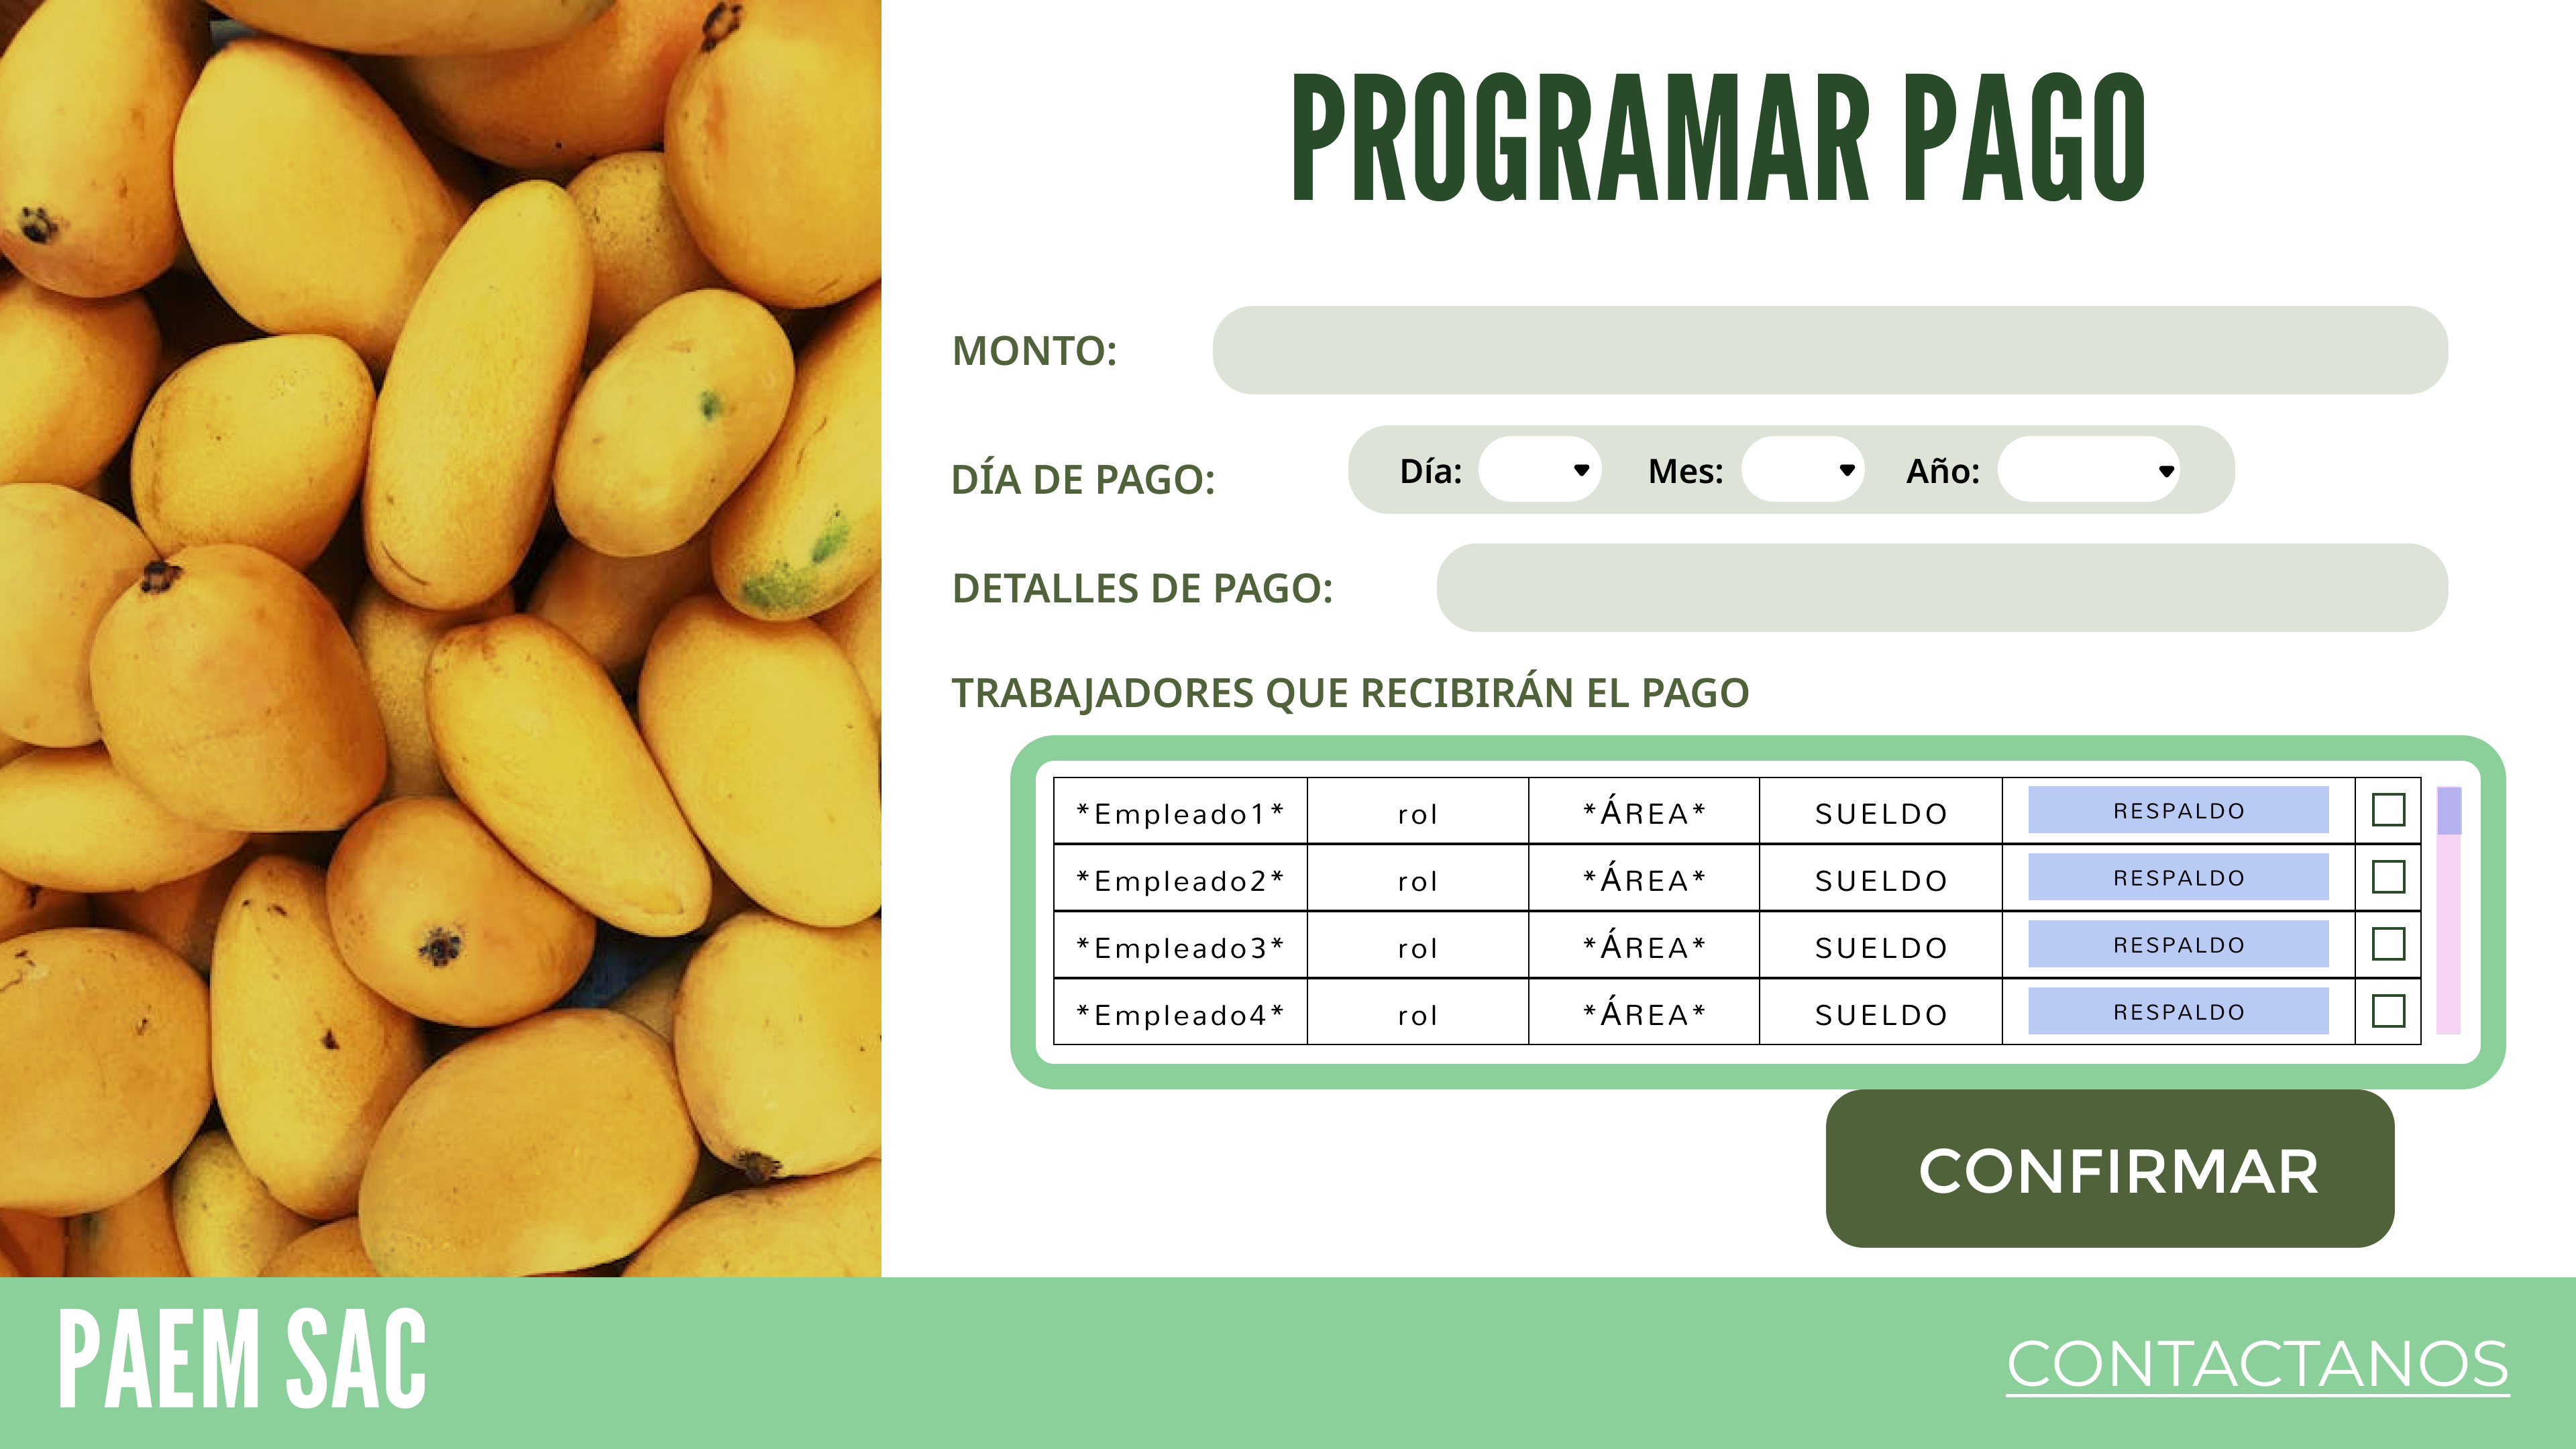 PROGRAMAR PAGO
MONTO:
DÍA DE PAGO: Día: Mes: Año:
DETALLES DE PAGO:
TRABAJADORES QUE RECIBIRÁN EL PAGO
*Empleado1* rol *ÁREA* SUELDO RESPALDO
*Empleado2* rol *ÁREA* SUELDO RESPALDO
*Empleado3* rol *ÁREA* SUELDO RESPALDO
*Empleado4* rol *ÁREA* SUELDO RESPALDO
CONFIRMAR
PAEM SAC
CONTACTANOS